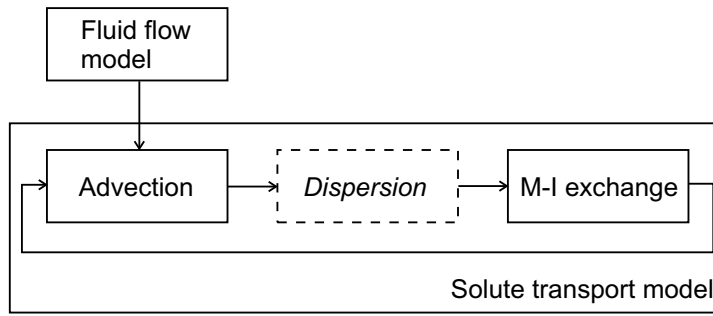 Fluid flow
model
Advection
Dispersion
M-I exchange
Solute transport model